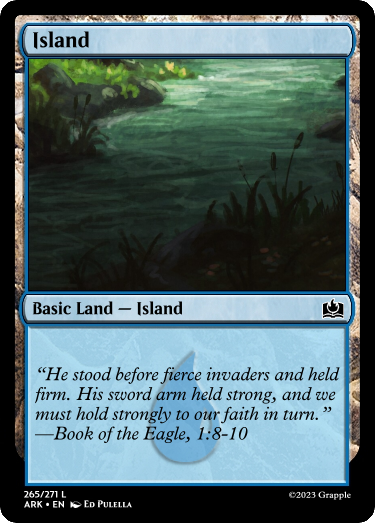 Island
Basic Land — Island
“He stood before fierce invaders and held
firm. His sword arm held strong, and we
must hold strongly to our faith in turn.”
—Book of the Eagle, 1:8-10
265/271 L
ARK • EN Ed Pulella
©2023 Grapple